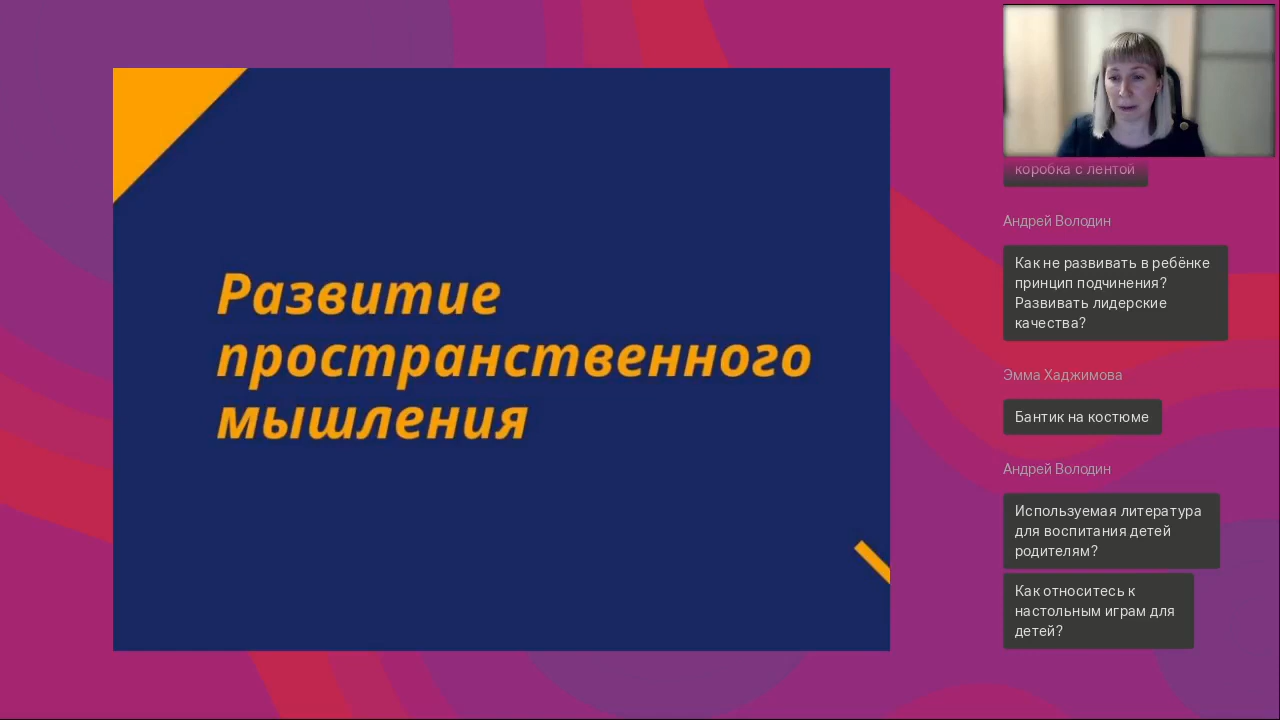 Развитие
пространственного
мышления
коробка с лентой
Андрей Володин
Как не развивать в ребёнке
принцип подчинения?
Развивать лидерские
качества?
Эмма Хаджимова
Бантик на костюме
Андрей Володин
Используемая литература
для воспитания детей
родителям?
Как относитесь к
настольным играм для
детей?